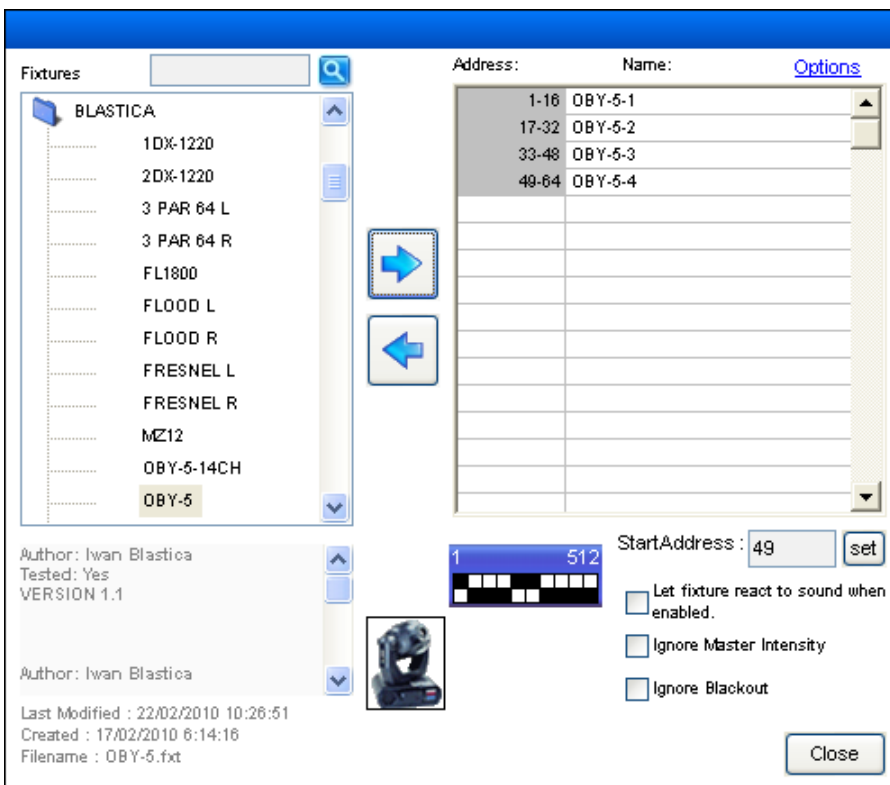 Fixtures
BLASTICA
1DX-1220
2DX-1220
3 PAR 64 L
3 PAR 64 R
FL1800
FLOOD L
FLOOD R
FRESNEL L
FRESNEL R
MZ12
OBY-5-14CH
OBY-5
Author: Iwan Blastica
Tested: Yes
VERSION 1.1
Author: Iwan Blastica
Last Modified : 22/02/2010 10:26:51
Created : 17/02/2010 6:14:16
Filename : OBY-5.fxt
Address: Name: Options
1-16 OBY-5-1
17-32 OBY-5-2
33-48 OBY-5-3
49-64 OBY-5-4
1 512
StartAddress : 49 set
Let fixture react to sound when
enabled.
Ignore Master Intensity
Ignore Blackout
Close